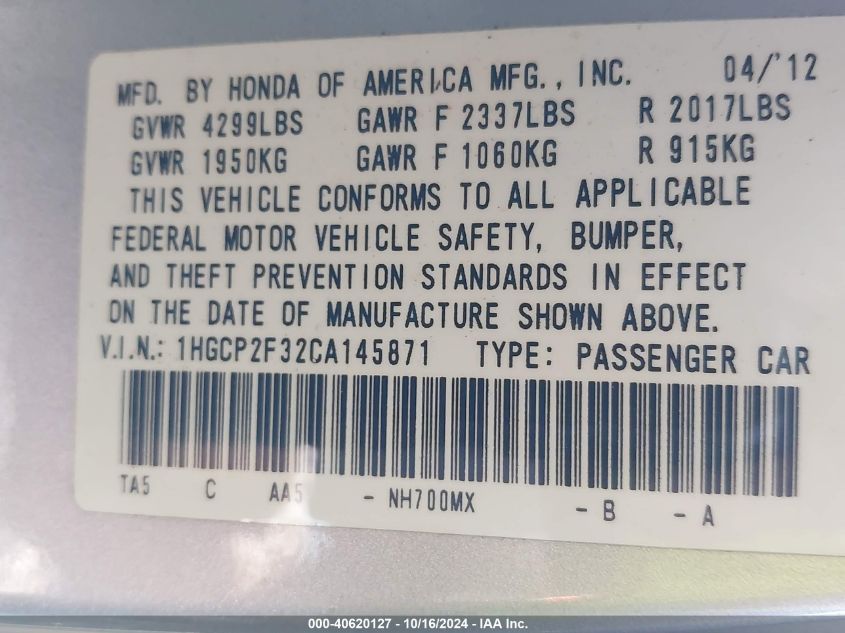 MFD. BY HONDA OF AMERICA MFG., INC. 04/'12
GVWR 4299LBS GAWR F 2337LBS R 2017LBS
GVWR 1950KG GAWR F 1060KG R 915KG
THIS VEHICLE CONFORMS TO ALL APPLICABLE
FEDERAL MOTOR VEHICLE SAFETY, BUMPER,
AND THEFT PREVENTION STANDARDS IN EFFECT
ON THE DATE OF MANUFACTURE SHOWN ABOVE.
V.I.N.: 1HGCP2F32CA145871 TYPE: PASSENGER CAR
TA5 C AA5 - NH700MX - B - A
000-40620127 - 10/16/2024 - IAA Inc.